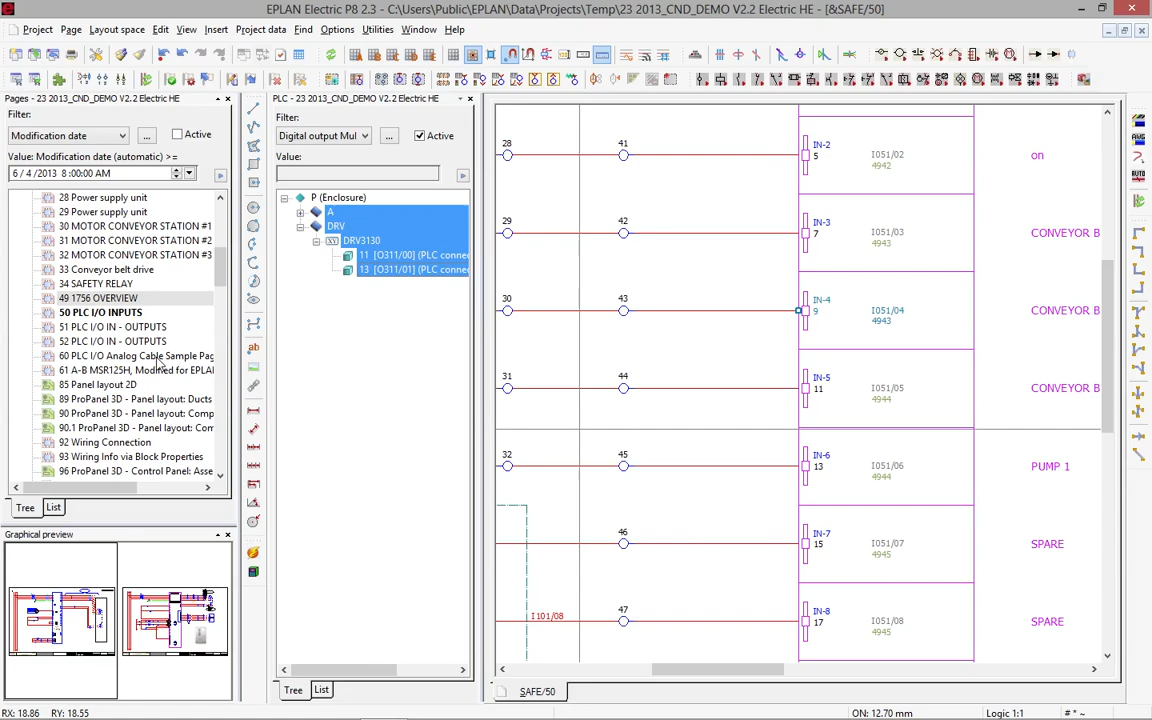 EPLAN Electric P8 2.3 - C:\Users\Public\EPLAN\Data\Projects\Temp\23 2013_CND_DEMO V2.2 Electric HE - [&SAFE/50]
Project Page Layout space Edit View Insert Project data Find Options Utilities Window Help
Pages - 23 2013_CND_DEMO V2.2 Electric HE
Filter:
Modification date
...
Active
Value: Modification date (automatic) >=
6 / 4 /2013 8 :00:00 AM
28 Power supply unit
29 Power supply unit
30 MOTOR CONVEYOR STATION #1
31 MOTOR CONVEYOR STATION #2
32 MOTOR CONVEYOR STATION #3
33 Conveyor belt drive
34 SAFETY RELAY
49 1756 OVERVIEW
50 PLC I/O INPUTS
51 PLC I/O IN - OUTPUTS
52 PLC I/O IN - OUTPUTS
60 PLC I/O Analog Cable Sample Pag
61 A-B MSR125H, Modified for EPLAI
85 Panel layout 2D
89 ProPanel 3D - Panel layout: Ducts
90 ProPanel 3D - Panel layout: Comp
90.1 ProPanel 3D - Panel layout: Com
92 Wiring Connection
93 Wiring Info via Block Properties
96 ProPanel 3D - Control Panel: Asse
Tree List
Graphical preview
PLC - 23 2013_CND_DEMO V2.2 Electric HE
Filter:
Digital output Mul
...
Active
Value:
P (Enclosure)
A
DRV
DRV3130
11 [O311/00] (PLC conne
13 [O311/01] (PLC conne
Tree List
28 41 IN-2 5 I051/02 4942 on
29 42 IN-3 7 I051/03 4943 CONVEYOR B
30 43 IN-4 9 I051/04 4943 CONVEYOR B
31 44 IN-5 11 I051/05 4944 CONVEYOR B
32 45 IN-6 13 I051/06 4944 PUMP 1
46 IN-7 15 I051/07 4945 SPARE
I101/08 47 IN-8 17 I051/08 4945 SPARE
SAFE/50
RX: 18.86 RY: 18.55 ON: 12.70 mm Logic 1:1 # * ~